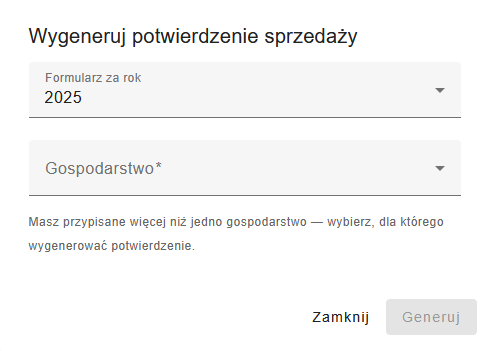 Wygeneruj potwierdzenie sprzedaży
Formularz za rok
2025
Gospodarstwo*
Masz przypisane więcej niż jedno gospodarstwo — wybierz, dla którego
wygenerować potwierdzenie.
Zamknij
Generuj